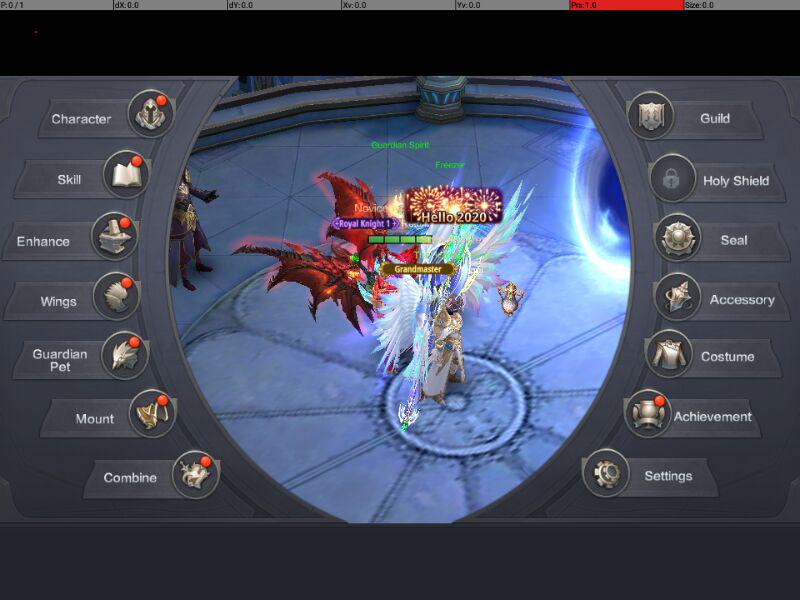 P: 0 / 1 dX: 0.0 dY: 0.0 Xv: 0.0 Yv: 0.0 Prs: 1.0 Size: 0.0
Character
Skill
Enhance
Wings
Guardian
Pet
Mount
Combine
Guardian Spirit
Freezer
Hello 2020
Royal Knight 1
Grandmaster
Guild
Holy Shield
Seal
Accessory
Costume
Achievement
Settings